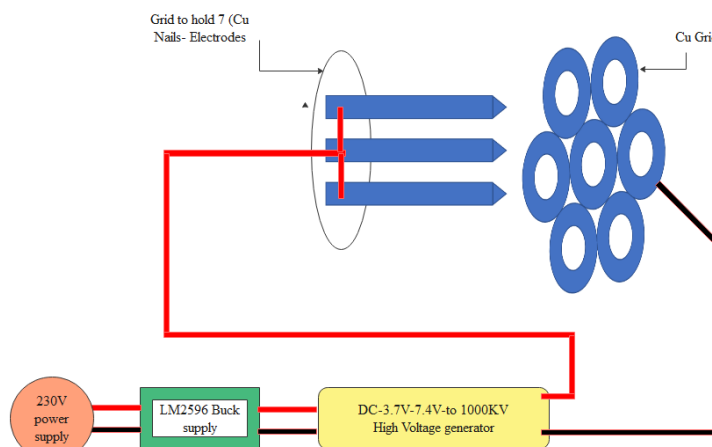 Grid to hold 7 (Cu
Nails- Electrodes
Cu Gri
230V
power
supply
LM2596 Buck
supply
DC-3.7V-7.4V-to 1000KV
High Voltage generator